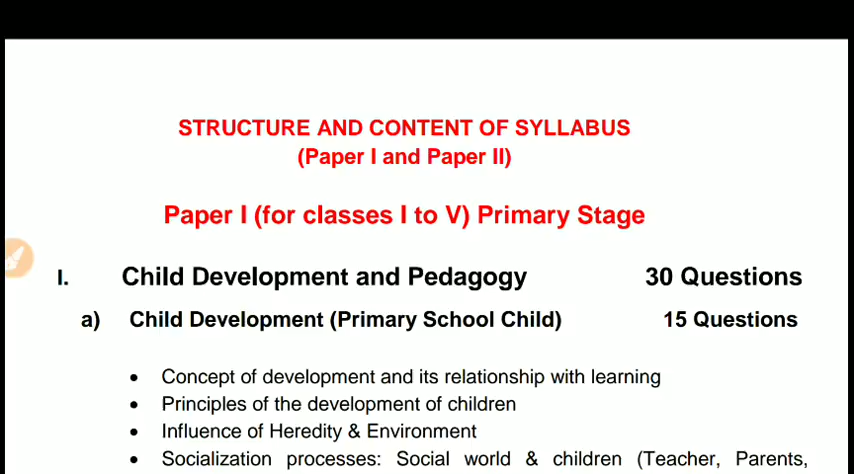 STRUCTURE AND CONTENT OF SYLLABUS
(Paper I and Paper II)
Paper I (for classes I to V) Primary Stage
I. Child Development and Pedagogy 30 Questions
a) Child Development (Primary School Child) 15 Questions
• Concept of development and its relationship with learning
• Principles of the development of children
• Influence of Heredity & Environment
• Socialization processes: Social world & children (Teacher, Parents,